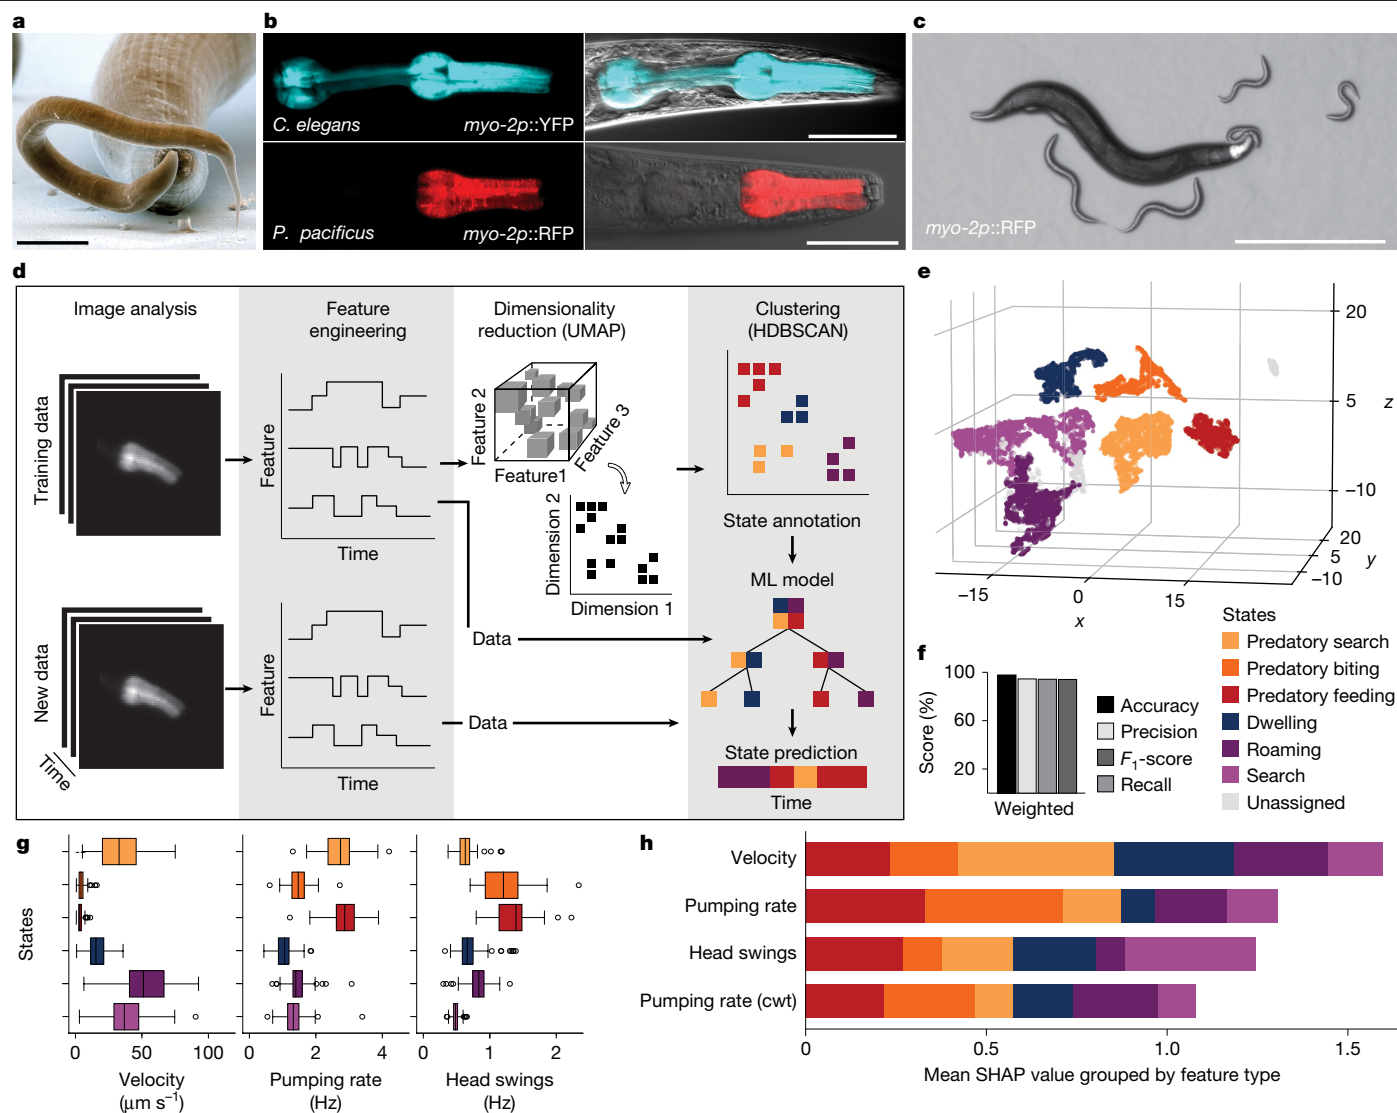 a
b
c
C. elegans
myo-2p::YFP
P. pacificus
myo-2p::RFP
myo-2p::RFP
d
Image analysis
Feature
engineering
Dimensionality
reduction (UMAP)
Clustering
(HDBSCAN)
Training data
Feature
Time
Feature 2
Feature1
Feature 3
Dimension 2
Dimension 1
State annotation
ML model
New data
Time
Feature
Time
Data
Data
State prediction
Time
e
20
5
z
−10
20
5
−10
y
−15
0
15
x
States
Predatory search
Predatory biting
Predatory feeding
Dwelling
Roaming
Search
Unassigned
f
100
60
20
Score (%)
Weighted
Accuracy
Precision
F1-score
Recall
g
States
0
50
100
Velocity
(μm s−1)
0
2
4
Pumping rate
(Hz)
0
1
2
Head swings
(Hz)
h
Velocity
Pumping rate
Head swings
Pumping rate (cwt)
0
0.5
1.0
1.5
Mean SHAP value grouped by feature type